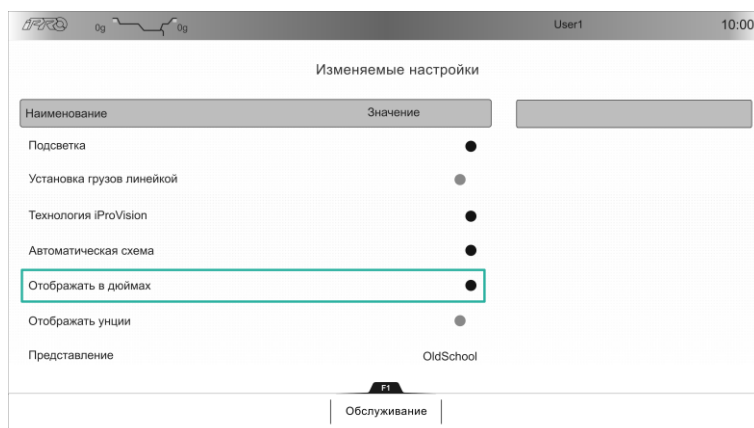 iPRO 0g 0g User1 10:00
Изменяемые настройки
Наименование Значение
Подсветка
Установка грузов линейкой
Технология iProVision
Автоматическая схема
Отображать в дюймах
Отображать унции
Представление OldSchool
F1
Обслуживание